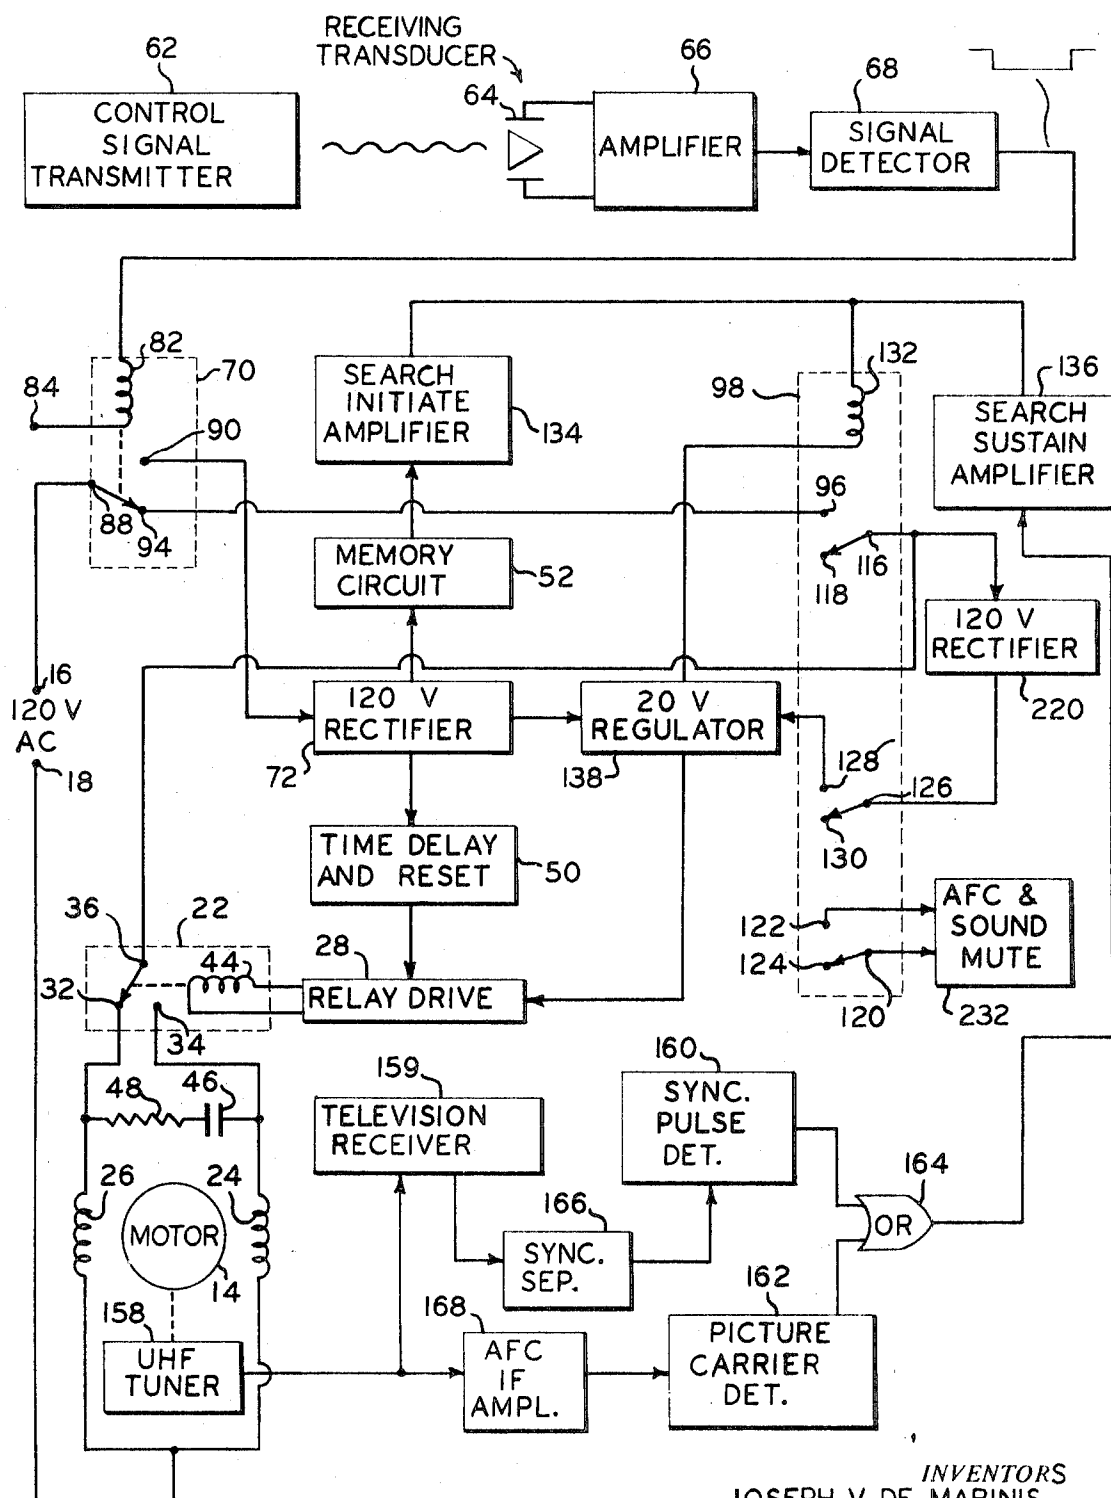 RECEIVING
TRANSDUCER
62
64
66
68
CONTROL
SIGNAL
TRANSMITTER
AMPLIFIER
SIGNAL
DETECTOR
82
70
84
90
88
94
SEARCH
INITIATE
AMPLIFIER
134
132
98
136
SEARCH
SUSTAIN
AMPLIFIER
96
116
118
MEMORY
CIRCUIT
52
120 V
RECTIFIER
220
16
120 V
AC
18
120 V
RECTIFIER
72
20 V
REGULATOR
138
128
126
130
TIME DELAY
AND RESET
50
36
22
44
32
34
28
RELAY DRIVE
122
124
120
AFC &
SOUND
MUTE
232
48
46
26
24
MOTOR
14
158
UHF
TUNER
159
TELEVISION
RECEIVER
160
SYNC.
PULSE
DET.
166
SYNC.
SEP.
164
OR
168
AFC
IF
AMPL.
162
PICTURE
CARRIER
DET.
INVENTORS
JOSEPH V. DE MARINIS